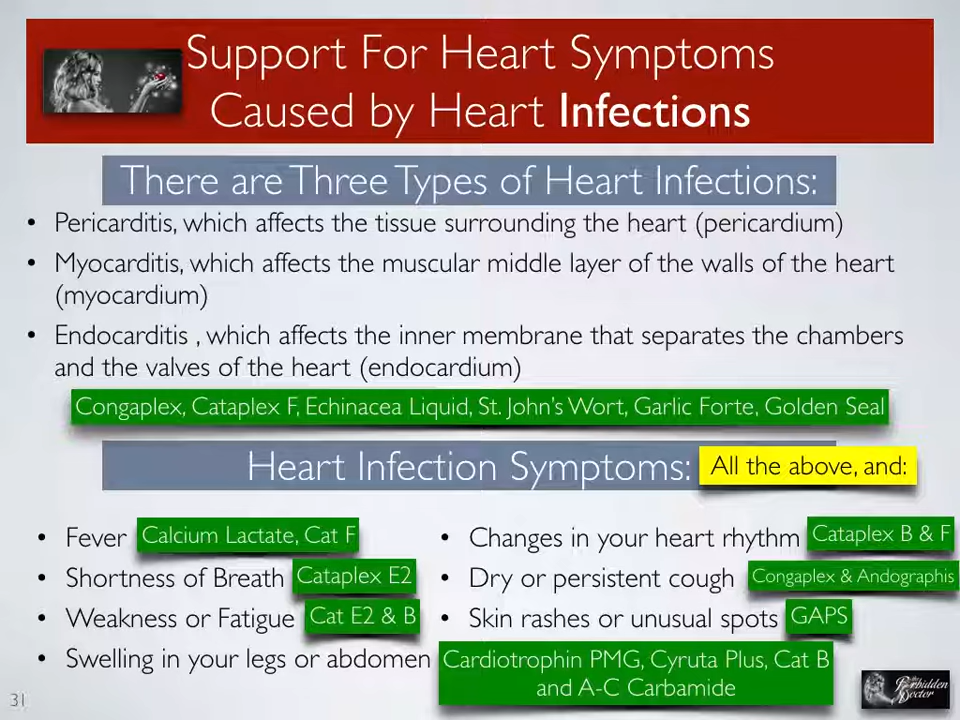 Support For Heart Symptoms
Caused by Heart Infections
There are Three Types of Heart Infections:
• Pericarditis, which affects the tissue surrounding the heart (pericardium)
• Myocarditis, which affects the muscular middle layer of the walls of the heart
(myocardium)
• Endocarditis , which affects the inner membrane that separates the chambers
and the valves of the heart (endocardium)
Congaplex, Cataplex F, Echinacea Liquid, St. John's Wort, Garlic Forte, Golden Seal
Heart Infection Symptoms: All the above, and:
• Fever Calcium Lactate, Cat F
• Shortness of Breath Cataplex E2
• Weakness or Fatigue Cat E2 & B
• Swelling in your legs or abdomen Cardiotrophin PMG, Cyruta Plus, Cat B
and A-C Carbamide
• Changes in your heart rhythm Cataplex B & F
• Dry or persistent cough Congaplex & Andographis
• Skin rashes or unusual spots GAPS
31
the Forbidden
Doctor